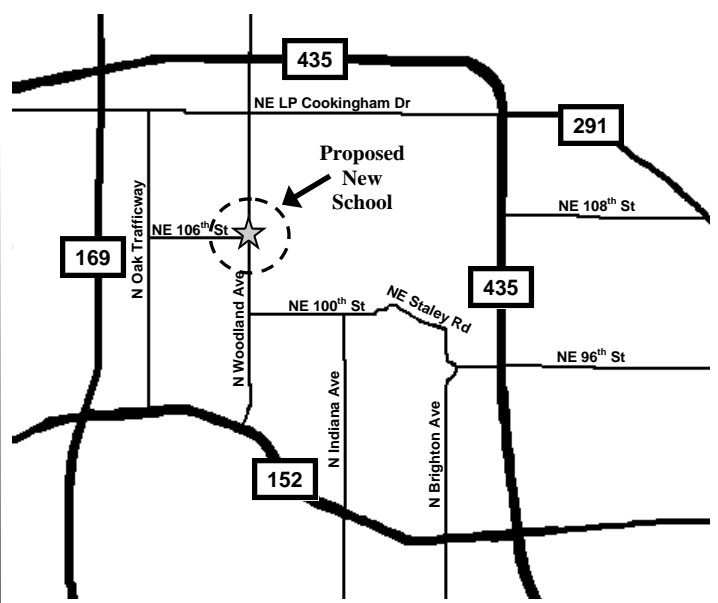 435
NE LP Cookingham Dr
291
Proposed
New
School
N Oak Trafficway
NE 106th St
NE 108th St
169
N Woodland Ave
435
NE 100th St
NE Staley Rd
NE 96th St
N Indiana Ave
N Brighton Ave
152